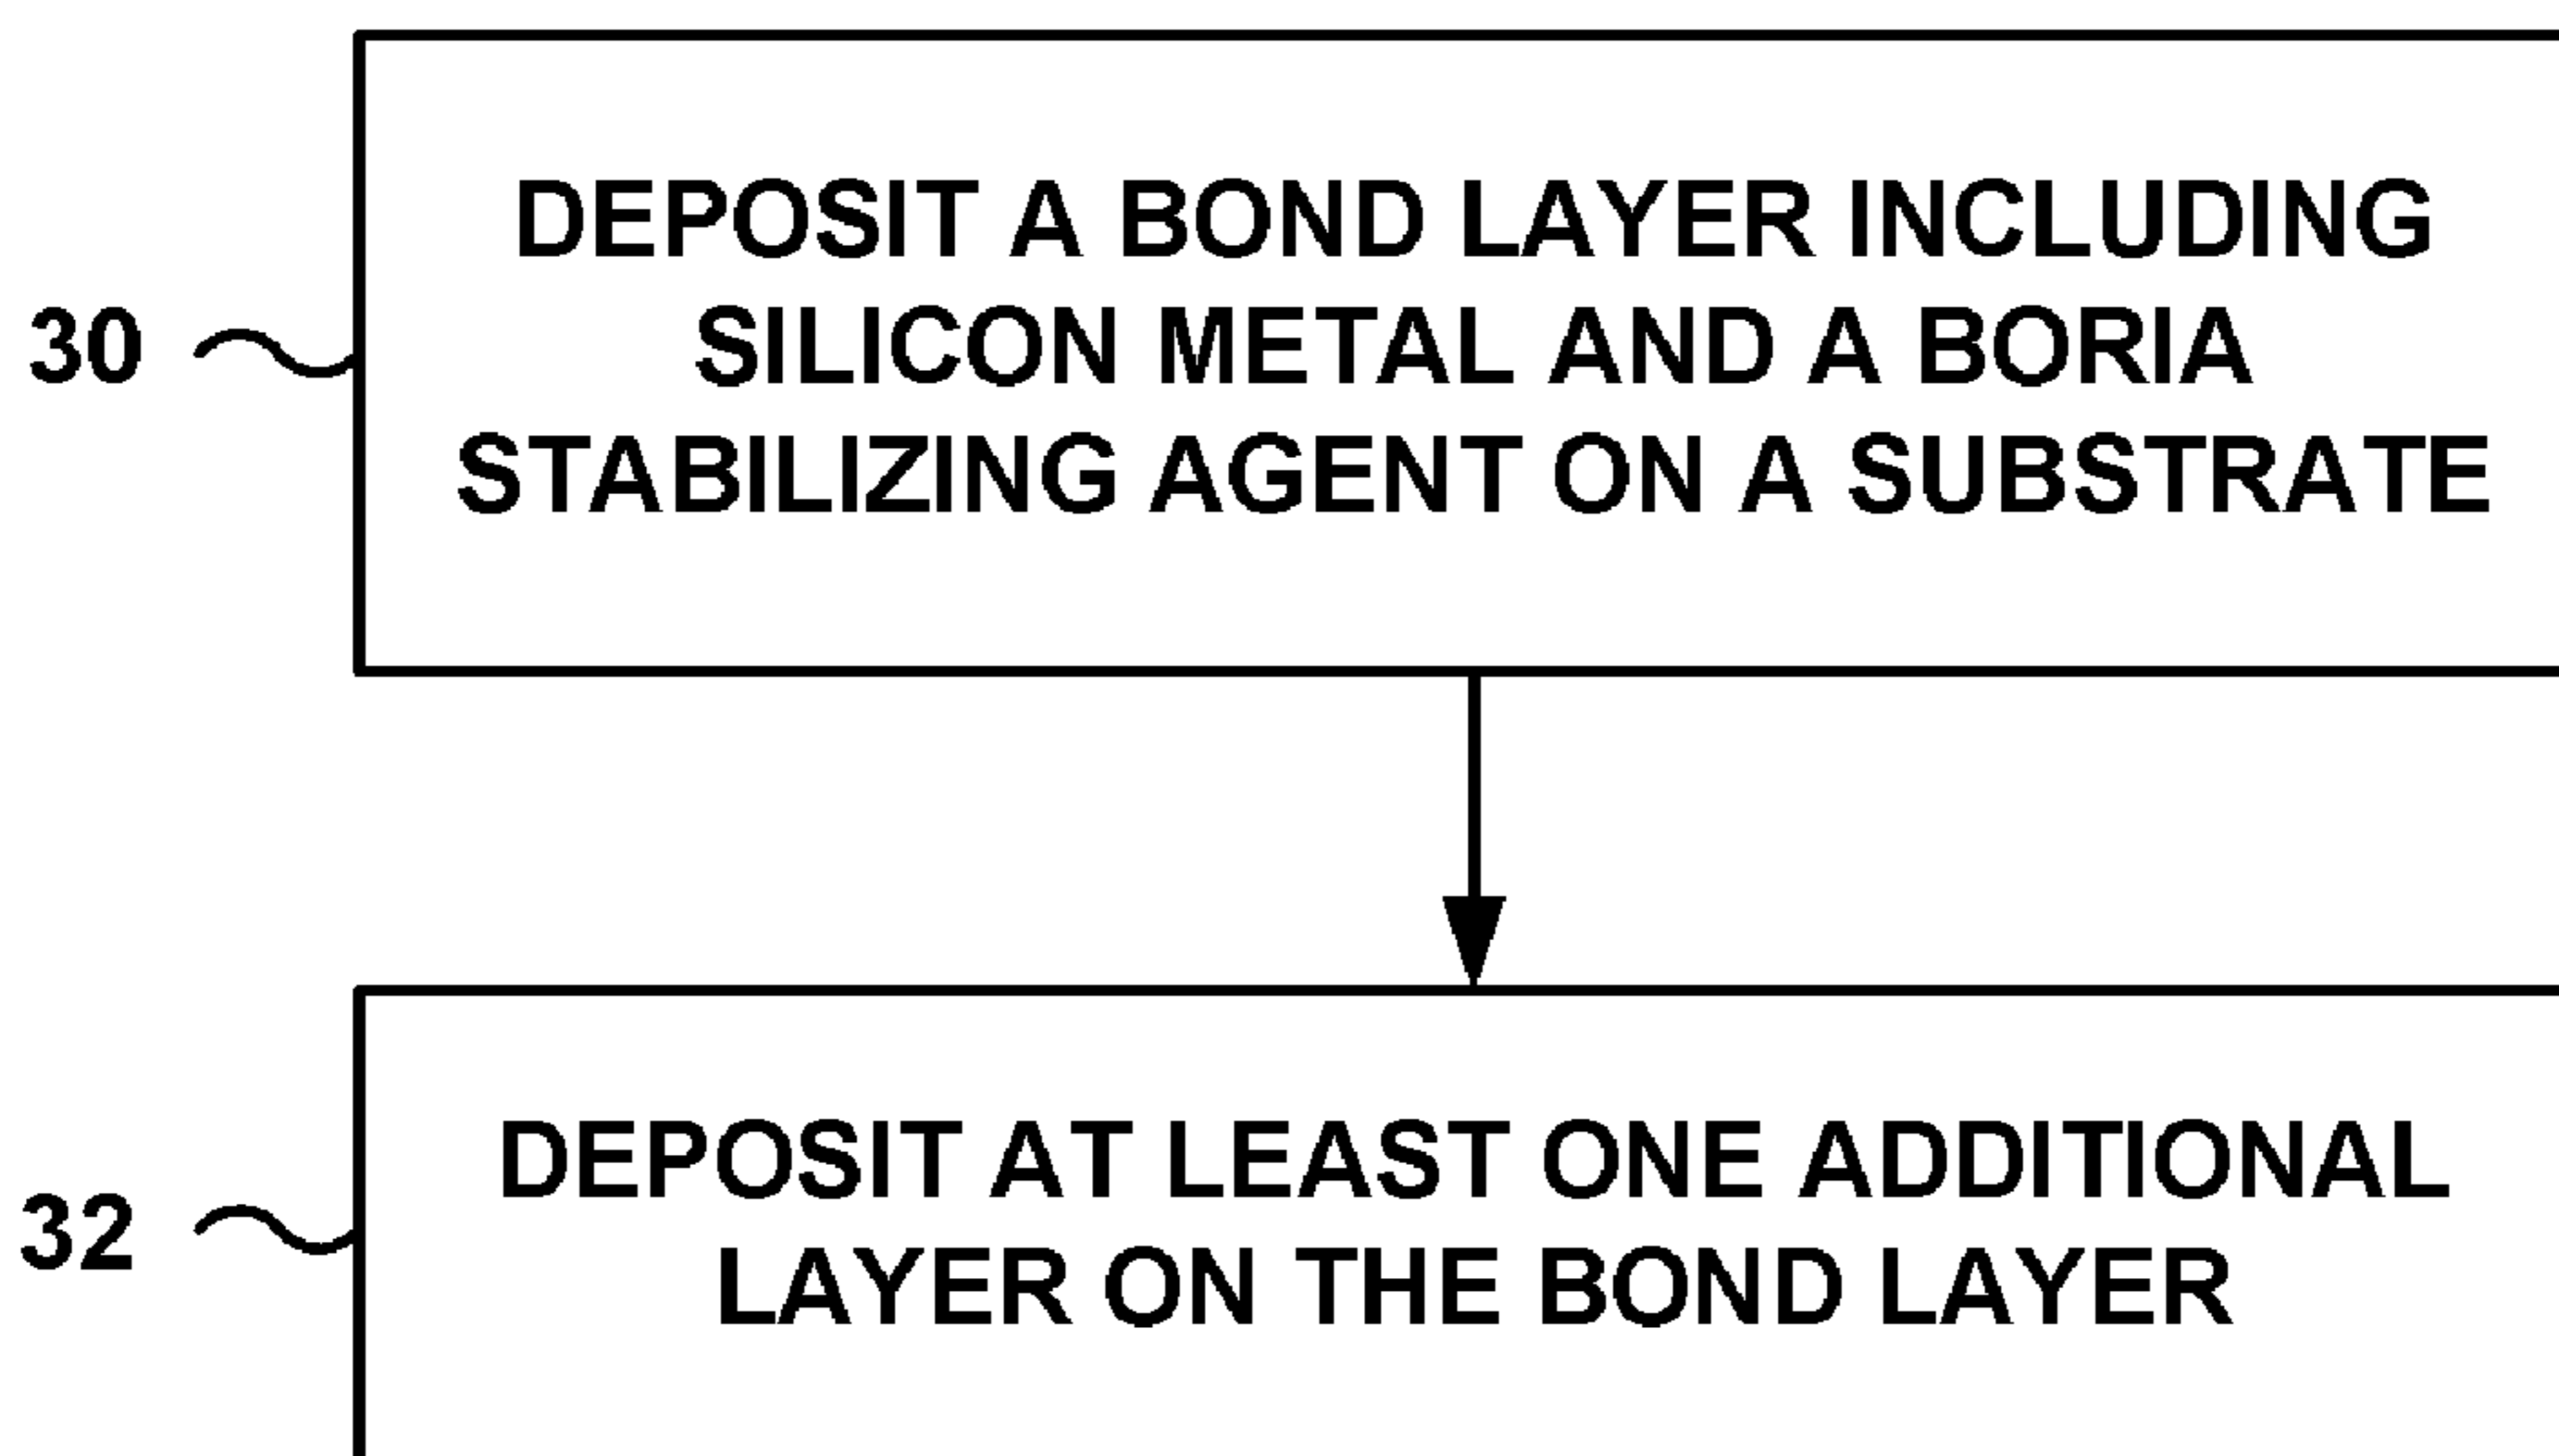 DEPOSIT A BOND LAYER INCLUDING
30 SILICON METAL AND A BORIA
STABILIZING AGENT ON A SUBSTRATE
DEPOSIT AT LEAST ONE ADDITIONAL
32 LAYER ON THE BOND LAYER